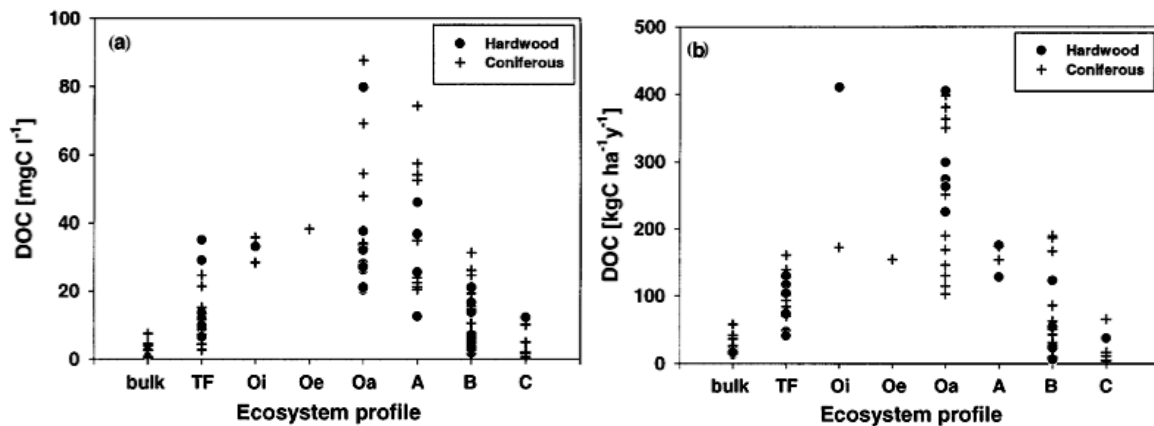 (a)
Hardwood
Coniferous
100
80
60
40
20
0
DOC [mgC l⁻¹]
bulk TF Oi Oe Oa A B C
Ecosystem profile
(b)
Hardwood
Coniferous
500
400
300
200
100
0
DOC [kgC ha⁻¹y⁻¹]
bulk TF Oi Oe Oa A B C
Ecosystem profile